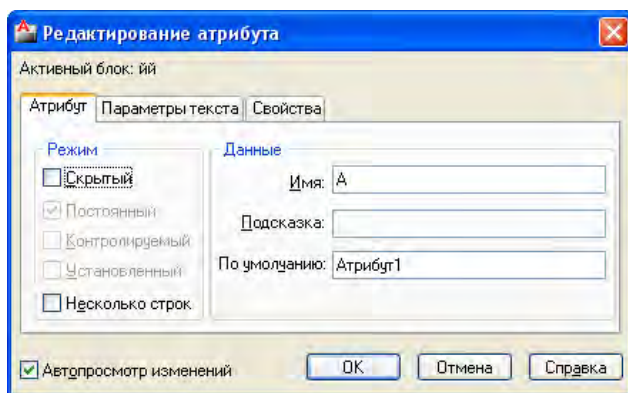 Редактирование атрибута
Активный блок: йй
Атрибут Параметры текста Свойства
Режим
Скрытый
Постоянный
Контролируемый
Установленный
Несколько строк
Данные
Имя: А
Подсказка:
По умолчанию: Атрибут1
Автопросмотр изменений ОК Отмена Справка